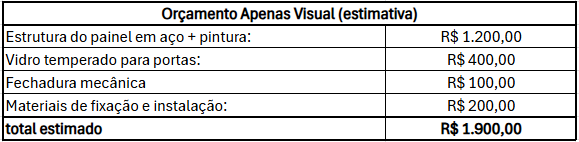 Orçamento Apenas Visual (estimativa)
Estrutura do painel em aço + pintura: R$ 1.200,00
Vidro temperado para portas: R$ 400,00
Fechadura mecânica R$ 100,00
Materiais de fixação e instalação: R$ 200,00
total estimado R$ 1.900,00